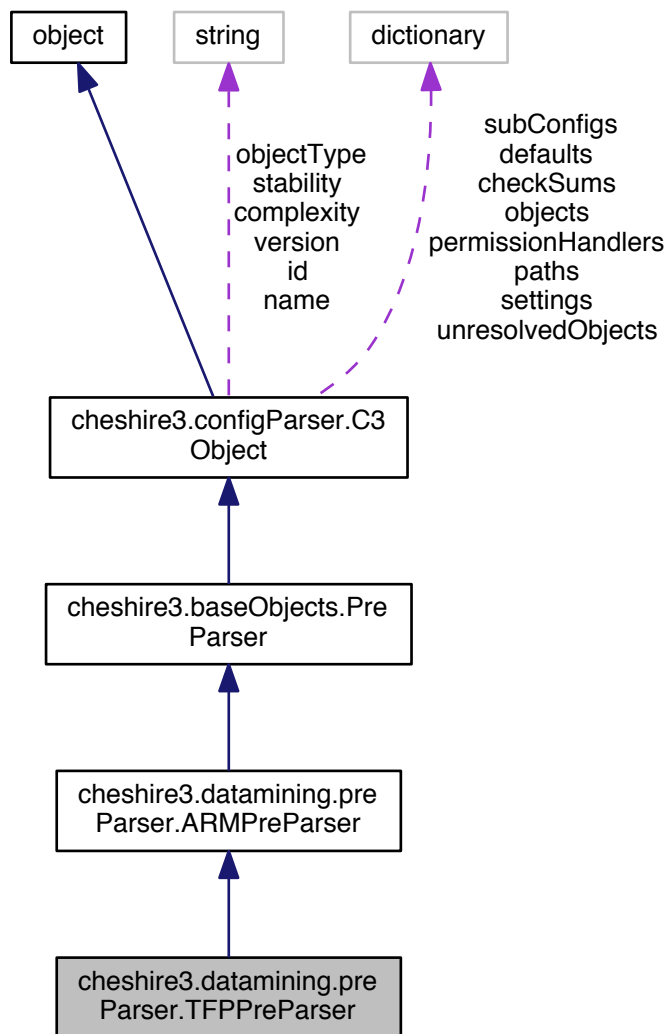 object
string
dictionary
objectType
stability
complexity
version
id
name
subConfigs
defaults
checkSums
objects
permissionHandlers
paths
settings
unresolvedObjects
cheshire3.configParser.C3
Object
cheshire3.baseObjects.Pre
Parser
cheshire3.datamining.pre
Parser.ARMPreParser
cheshire3.datamining.pre
Parser.TFPPreParser